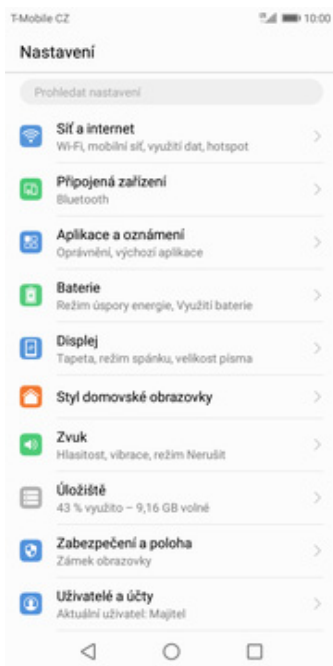 T-Mobile CZ 10:00
Nastavení
Prohledat nastavení
Síť a internet
Wi-Fi, mobilní síť, využití dat, hotspot
Připojená zařízení
Bluetooth
Aplikace a oznámení
Oprávnění, výchozí aplikace
Baterie
Režim úspory energie, Využití baterie
Displej
Tapeta, režim spánku, velikost písma
Styl domovské obrazovky
Zvuk
Hlasitost, vibrace, režim Nerušit
Úložiště
43 % využito – 9,16 GB volné
Zabezpečení a poloha
Zámek obrazovky
Uživatelé a účty
Aktuální uživatel: Majitel